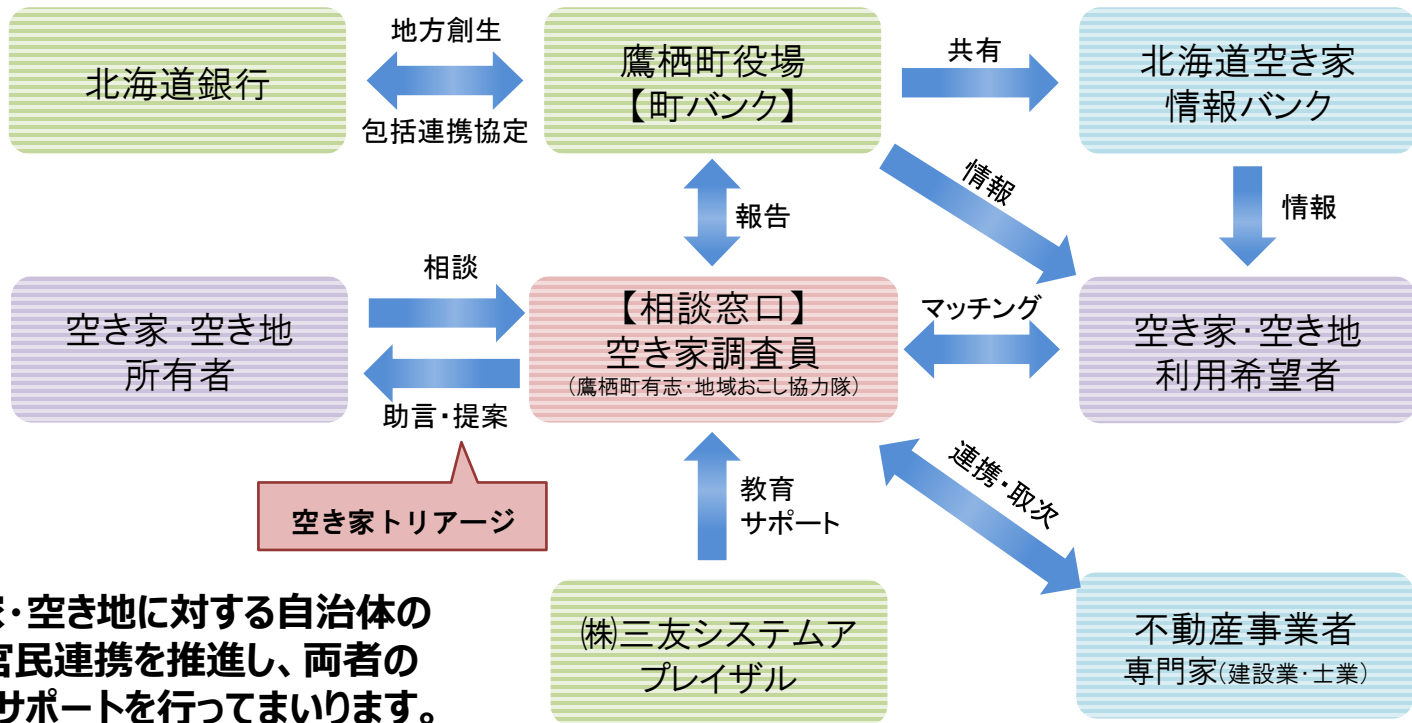 北海道銀行
地方創生
包括連携協定
鷹栖町役場
【町バンク】
共有
北海道空き家
情報バンク
報告
情報
情報
空き家・空き地
所有者
相談
助言・提案
【相談窓口】
空き家調査員
（鷹栖町有志・地域おこし協力隊）
マッチング
空き家・空き地
利用希望者
空き家トリアージ
教育
サポート
連携・取次
家・空き地に対する自治体の
官民連携を推進し、両者の
サポートを行ってまいります。
㈱三友システムア
プレイザル
不動産事業者
専門家（建設業・士業）